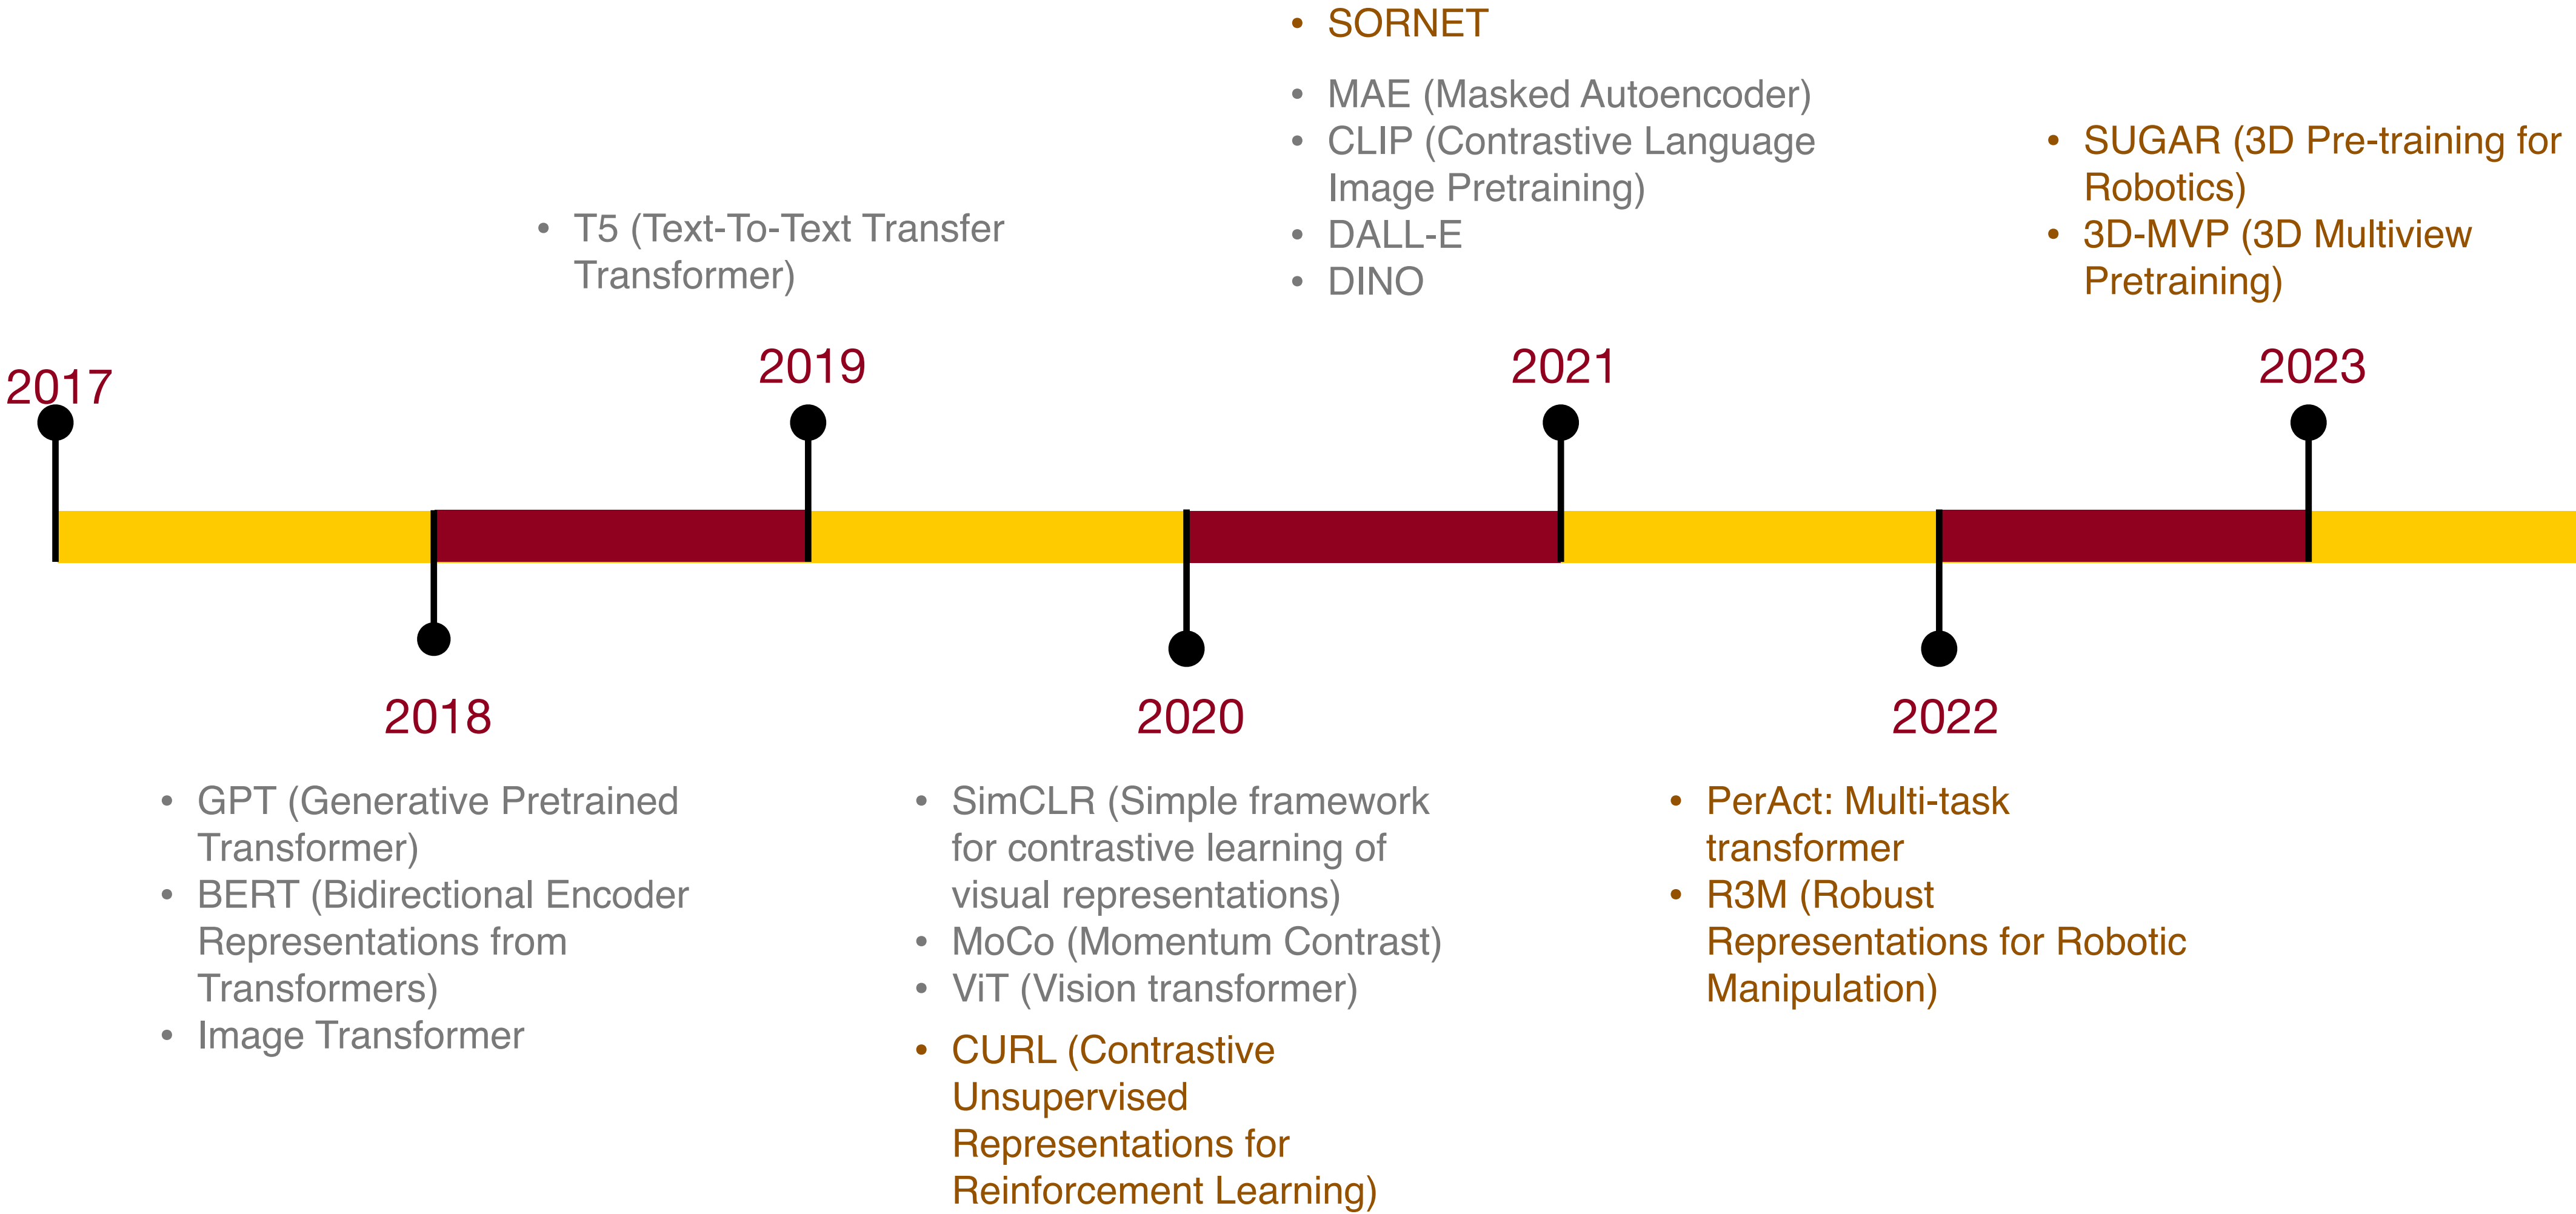 • SORNET
• MAE (Masked Autoencoder)
• CLIP (Contrastive Language
Image Pretraining)
• DALL-E
• DINO
• SUGAR (3D Pre-training for
Robotics)
• 3D-MVP (3D Multiview
Pretraining)
• T5 (Text-To-Text Transfer
Transformer)
2017
2019
2021
2023
2018
2020
2022
• GPT (Generative Pretrained
Transformer)
• BERT (Bidirectional Encoder
Representations from
Transformers)
• Image Transformer
• SimCLR (Simple framework
for contrastive learning of
visual representations)
• MoCo (Momentum Contrast)
• ViT (Vision transformer)
• CURL (Contrastive
Unsupervised
Representations for
Reinforcement Learning)
• PerAct: Multi-task
transformer
• R3M (Robust
Representations for Robotic
Manipulation)